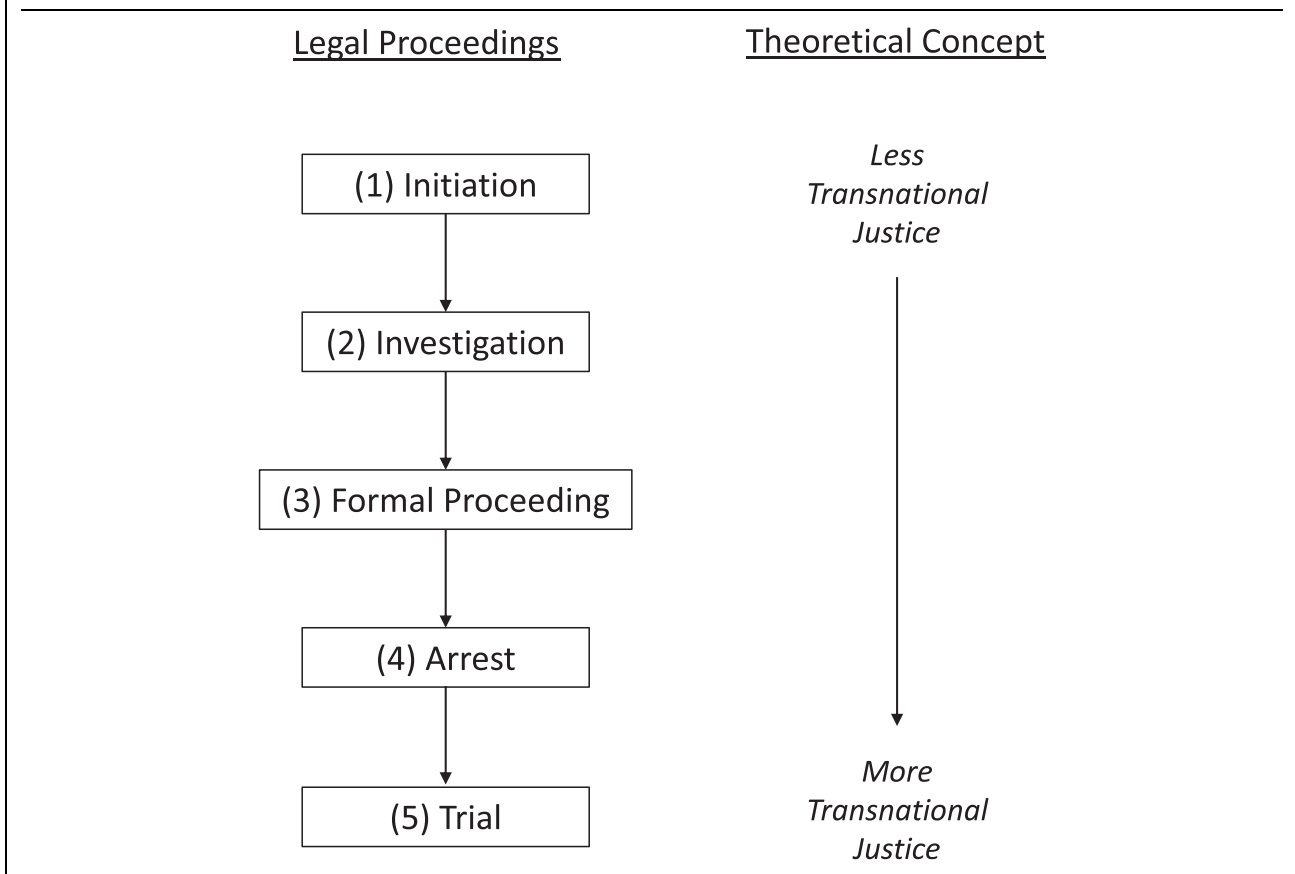 Legal Proceedings
Theoretical Concept
(1) Initiation
(2) Investigation
(3) Formal Proceeding
(4) Arrest
(5) Trial
Less
Transnational
Justice
More
Transnational
Justice